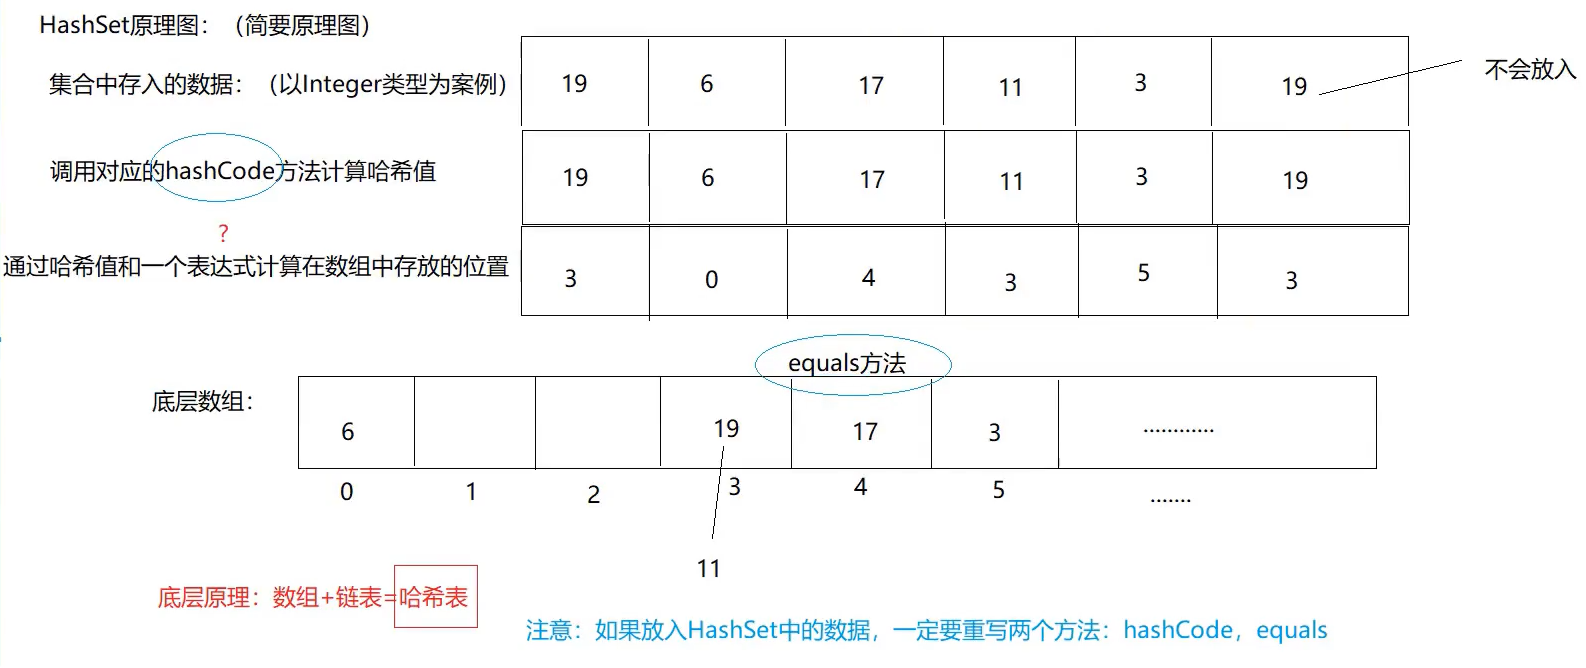 HashSet原理图：（简要原理图）
集合中存入的数据：（以Integer类型为案例） 19 6 17 11 3 19 不会放入
调用对应的hashCode方法计算哈希值 19 6 17 11 3 19
?
通过哈希值和一个表达式计算在数组中存放的位置 3 0 4 3 5 3
equals方法
底层数组： 6 19 17 3 ............
0 1 2 3 4 5 .......
11
底层原理：数组+链表=哈希表
注意：如果放入HashSet中的数据，一定要重写两个方法：hashCode，equals